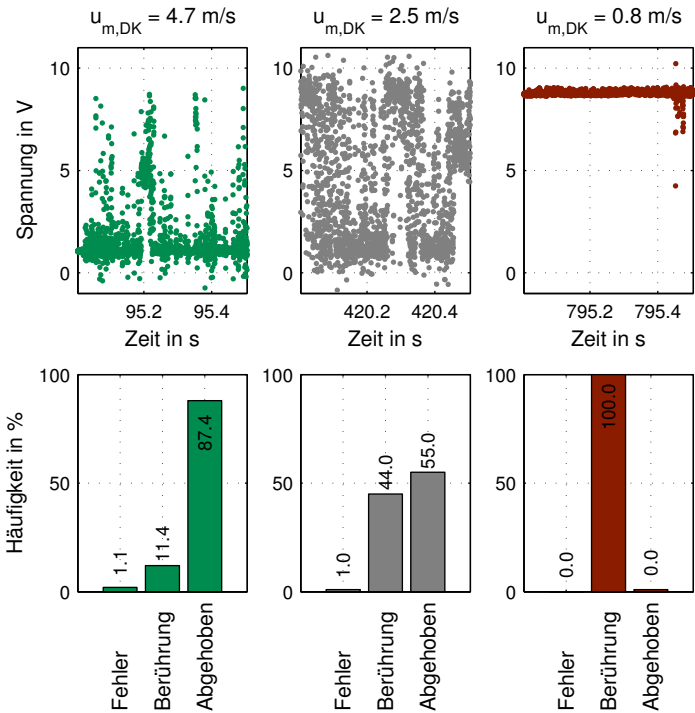 u_m,DK = 4.7 m/s
u_m,DK = 2.5 m/s
u_m,DK = 0.8 m/s
Spannung in V
10
5
0
95.2 95.4
Zeit in s
10
5
0
420.2 420.4
Zeit in s
10
5
0
795.2 795.4
Zeit in s
Häufigkeit in %
100
50
0
1.1
11.4
87.4
Fehler
Berührung
Abgehoben
100
50
0
1.0
44.0
55.0
Fehler
Berührung
Abgehoben
100
50
0
0.0
100.0
0.0
Fehler
Berührung
Abgehoben